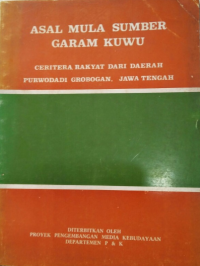 ASAL MULA SUMBER
GARAM KUWU
CERITERA RAKYAT DARI DAERAH
PURWODADI GROBOGAN. JAWA TENGAH
DITERBITKAN OLEH
PROYEK PENGEMBANGAN MEDIA KEBUDAYAAN
DEPARTEMEN P & K